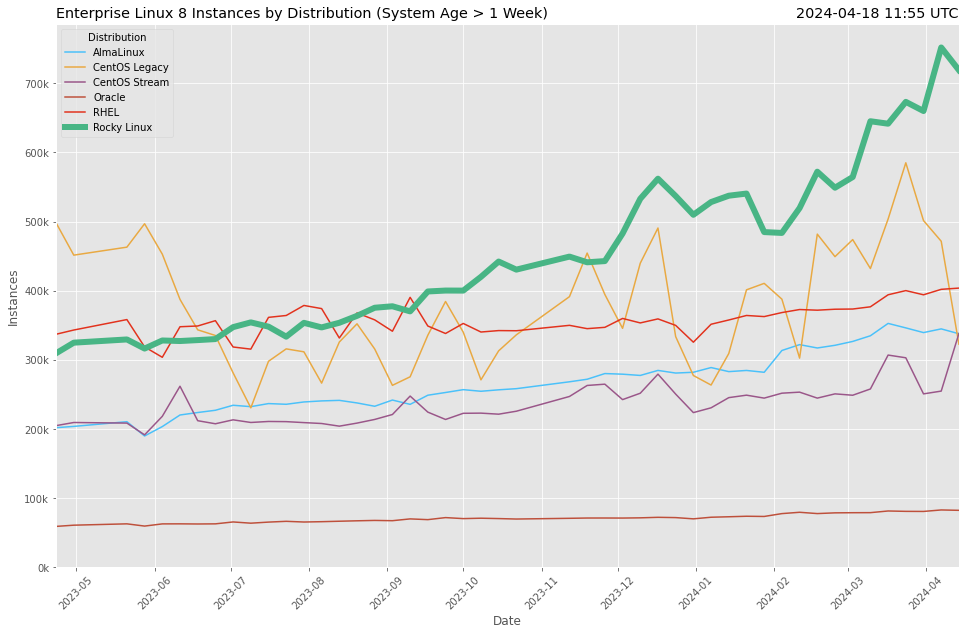 Enterprise Linux 8 Instances by Distribution (System Age > 1 Week)
2024-04-18 11:55 UTC
Distribution
AlmaLinux
CentOS Legacy
CentOS Stream
Oracle
RHEL
Rocky Linux
700k
600k
500k
400k
300k
200k
100k
0k
Instances
2023-05
2023-06
2023-07
2023-08
2023-09
2023-10
2023-11
2023-12
2024-01
2024-02
2024-03
2024-04
Date